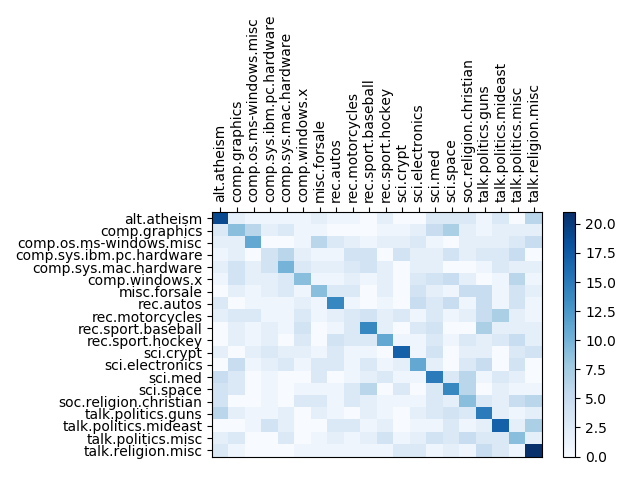 alt.atheism
comp.graphics
comp.os.ms-windows.misc
comp.sys.ibm.pc.hardware
comp.sys.mac.hardware
comp.windows.x
misc.forsale
rec.autos
rec.motorcycles
rec.sport.baseball
rec.sport.hockey
sci.crypt
sci.electronics
sci.med
sci.space
soc.religion.christian
talk.politics.guns
talk.politics.mideast
talk.politics.misc
talk.religion.misc
alt.atheism
comp.graphics
comp.os.ms-windows.misc
comp.sys.ibm.pc.hardware
comp.sys.mac.hardware
comp.windows.x
misc.forsale
rec.autos
rec.motorcycles
rec.sport.baseball
rec.sport.hockey
sci.crypt
sci.electronics
sci.med
sci.space
soc.religion.christian
talk.politics.guns
talk.politics.mideast
talk.politics.misc
talk.religion.misc
20.0
17.5
15.0
12.5
10.0
7.5
5.0
2.5
0.0